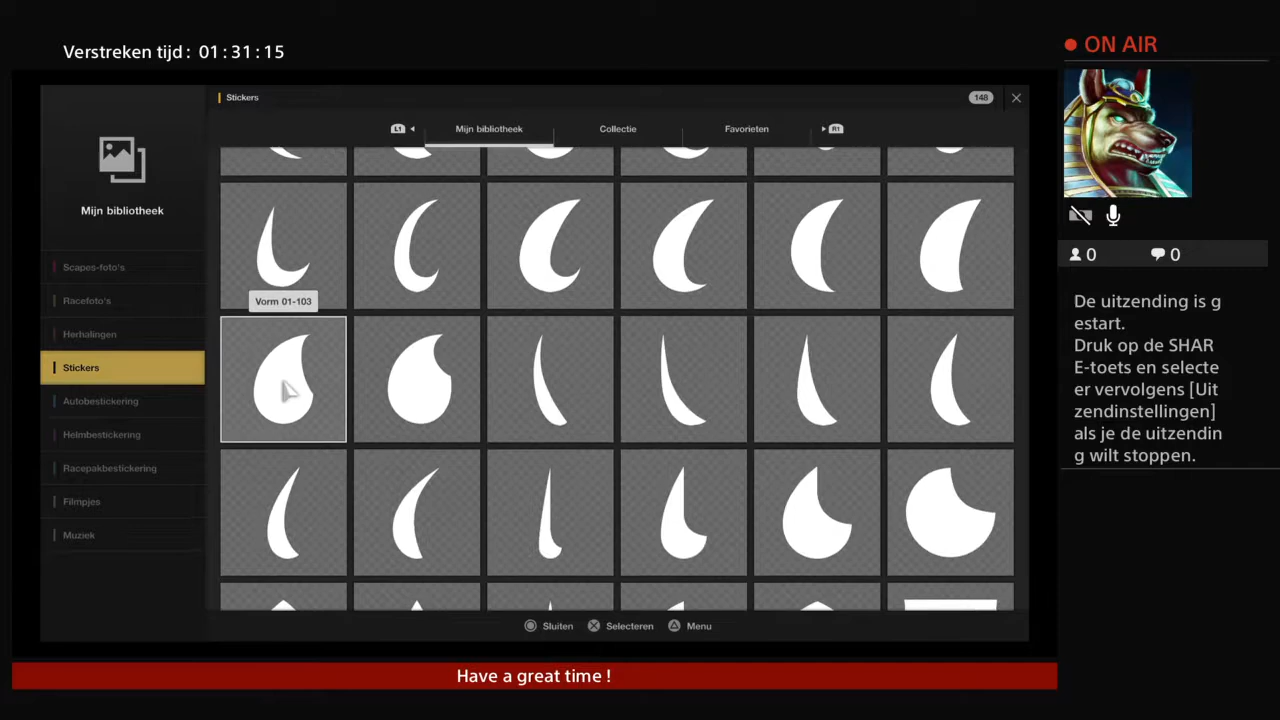 Verstreken tijd: 01:31:15
ON AIR
Stickers
148
L1
Mijn bibliotheek
Collectie
Favorieten
R1
Mijn bibliotheek
Scapes-foto's
Racefoto's
Herhalingen
Stickers
Autobestickering
Helmbestickering
Racepakbestickering
Filmpjes
Muziek
Vorm 01-103
Sluiten
Selecteren
Menu
0
0
De uitzending is g
estart.
Druk op de SHAR
E-toets en selecte
er vervolgens [Uit
zendinstellingen]
als je de uitzendin
g wilt stoppen.
Have a great time !